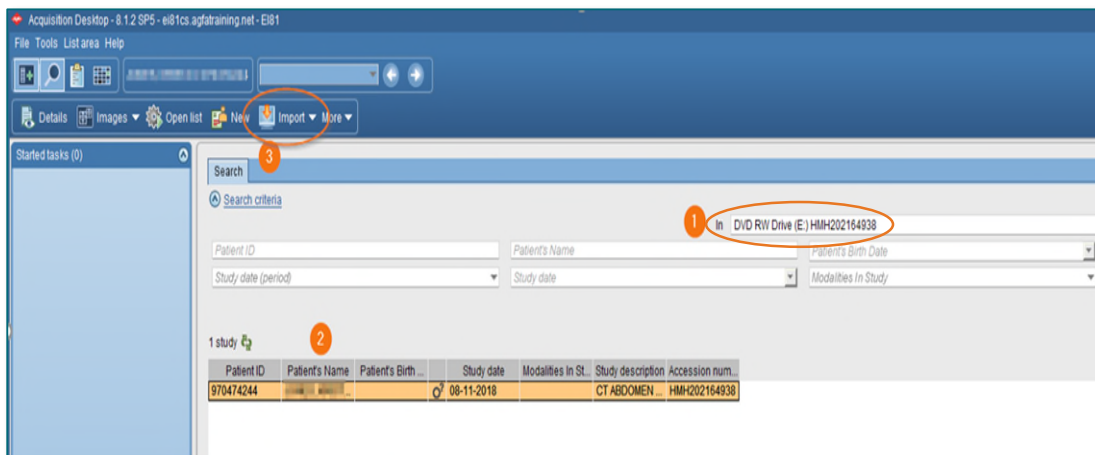 Acquisition Desktop - 8.1.2 SP5 - ei81cs.agfatraining.net - EI81
File Tools List area Help
Details Images Open list New Import More
3
Started tasks (0)
Search
Search criteria
1 In DVD RW Drive (E:) HMH202164938
Patient ID Patient's Name Patient's Birth Date
Study date (period) Study date Modalities In Study
1 study 2
Patient ID Patient's Name Patient's Birth ... Study date Modalities In St... Study description Accession num...
970474244 08-11-2018 CT ABDOMEN ... HMH202164938